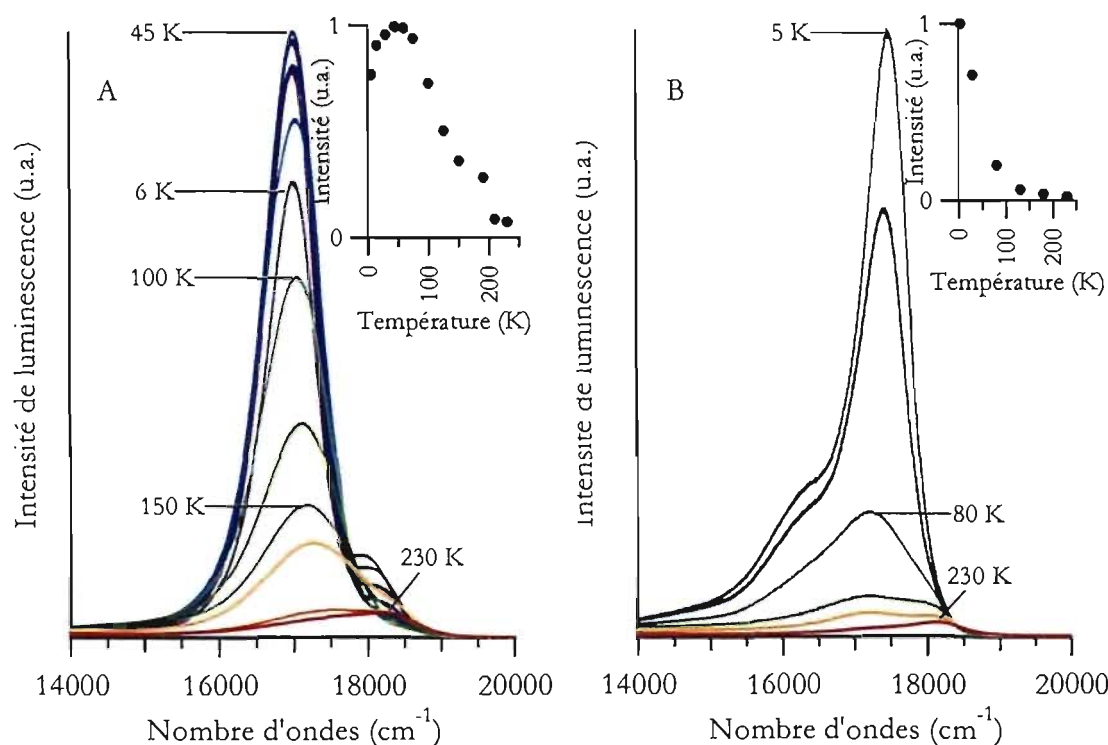 A
45 K
6 K
100 K
150 K
230 K
Intensité de luminescence (u.a.)
14000
16000
18000
20000
Nombre d'ondes (cm⁻¹)
1
0
Intensité (u.a.)
0
100
200
Température (K)
B
5 K
80 K
230 K
Intensité de luminescence (u.a.)
14000
16000
18000
20000
Nombre d'ondes (cm⁻¹)
1
0
Intensité (u.a.)
0
100
200
Température (K)